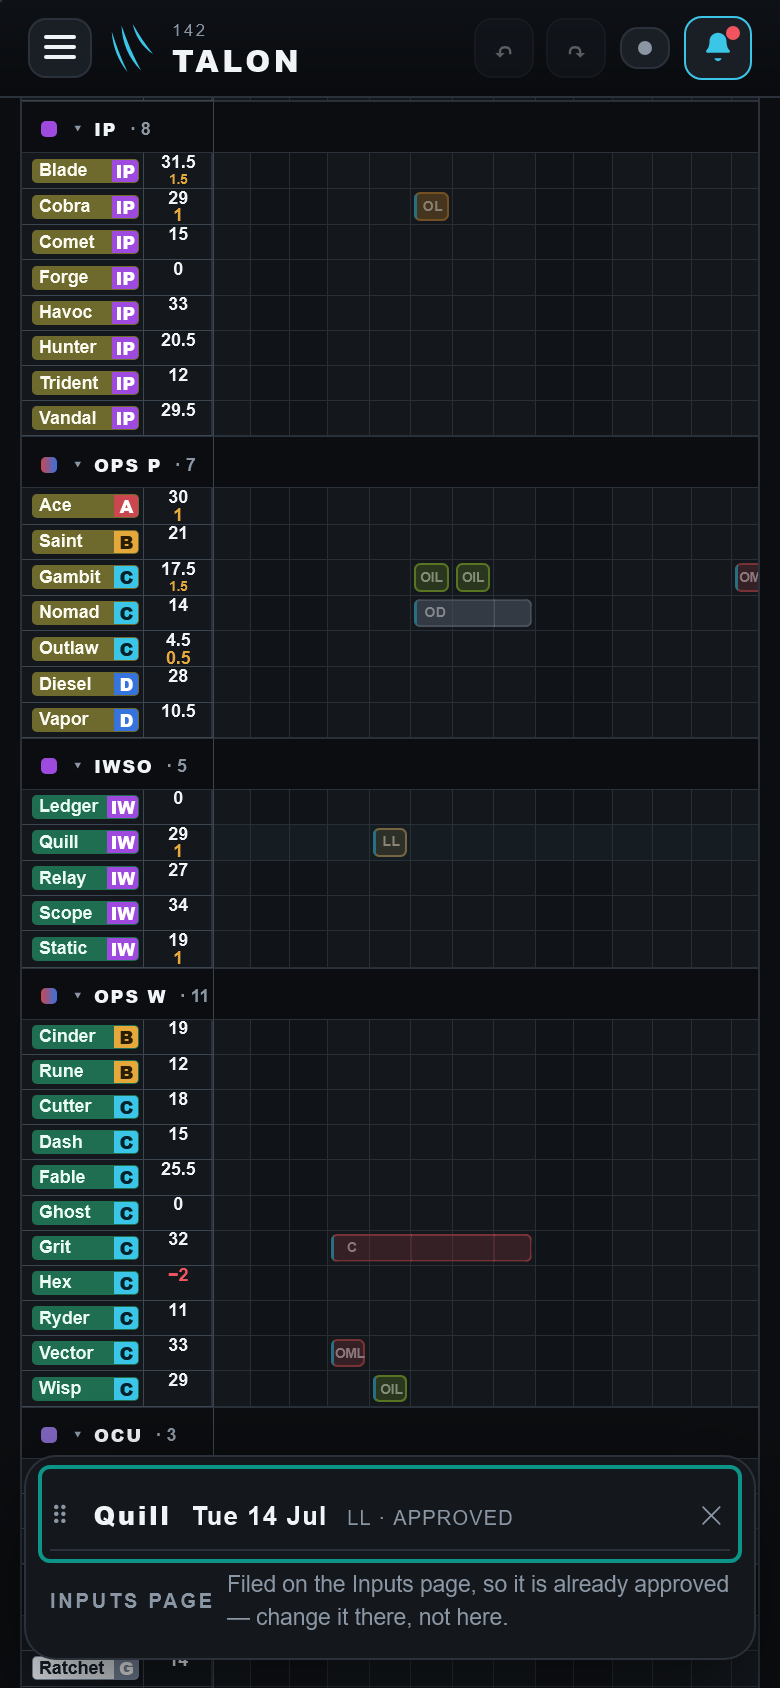 142
TALON
IP · 8
Blade IP 31.5
1.5
Cobra IP 29 OL
1
Comet IP 15
Forge IP 0
Havoc IP 33
Hunter IP 20.5
Trident IP 12
Vandal IP 29.5
OPS P · 7
Ace A 30
1
Saint B 21
Gambit C 17.5 OIL OIL OM
1.5
Nomad C 14 OD
Outlaw C 4.5
0.5
Diesel D 28
Vapor D 10.5
IWSO · 5
Ledger IW 0
Quill IW 29 LL
1
Relay IW 27
Scope IW 34
Static IW 19
1
OPS W · 11
Cinder B 19
Rune B 12
Cutter C 18
Dash C 15
Fable C 25.5
Ghost C 0
Grit C 32 C
Hex C −2
Ryder C 11
Vector C 33 OML
Wisp C 29 OIL
OCU · 3
Quill Tue 14 Jul LL · APPROVED
INPUTS PAGE Filed on the Inputs page, so it is already approved
— change it there, not here.
Ratchet G 14